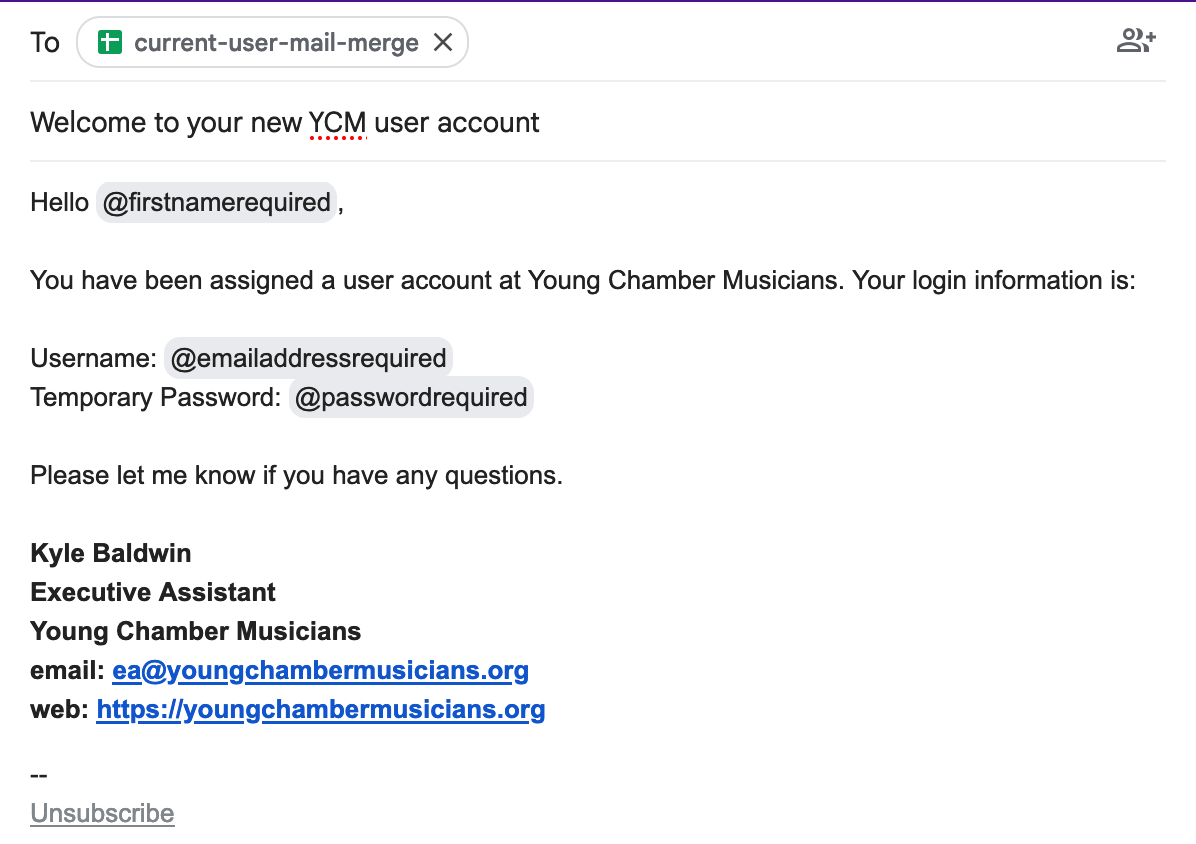 To current-user-mail-merge
Welcome to your new YCM user account
Hello @firstnamerequired,
You have been assigned a user account at Young Chamber Musicians. Your login information is:
Username: @emailaddressrequired
Temporary Password: @passwordrequired
Please let me know if you have any questions.
Kyle Baldwin
Executive Assistant
Young Chamber Musicians
email: ea@youngchambermusicians.org
web: https://youngchambermusicians.org
--
Unsubscribe